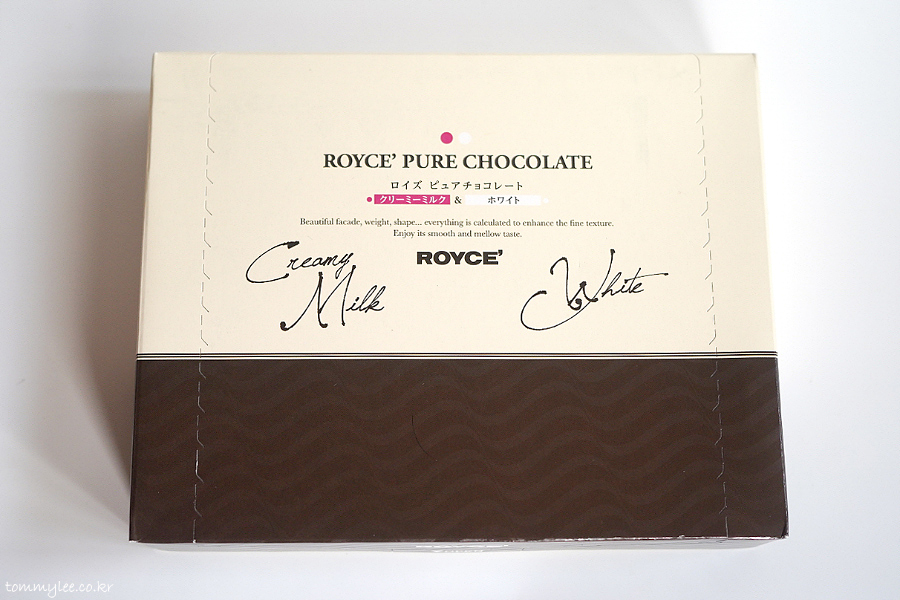 ROYCE' PURE CHOCOLATE
ロイズ ピュアチョコレート
クリーミーミルク & ホワイト
Beautiful facade, weight, shape... everything is calculated to enhance the fine texture.
Enjoy its smooth and mellow taste.
ROYCE'
Creamy
Milk
White
tommylee.co.kr